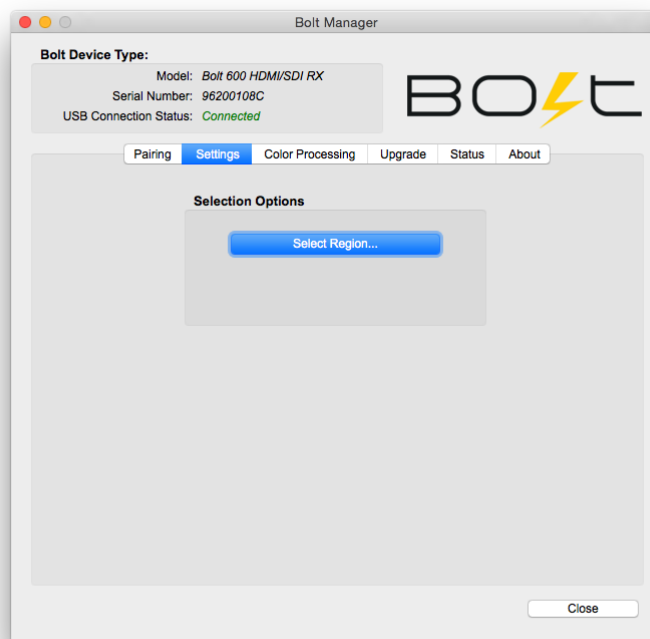 Bolt Manager
Bolt Device Type:
Model: Bolt 600 HDMI/SDI RX
Serial Number: 96200108C
USB Connection Status: Connected
BOLT
Pairing Settings Color Processing Upgrade Status About
Selection Options
Select Region...
Close